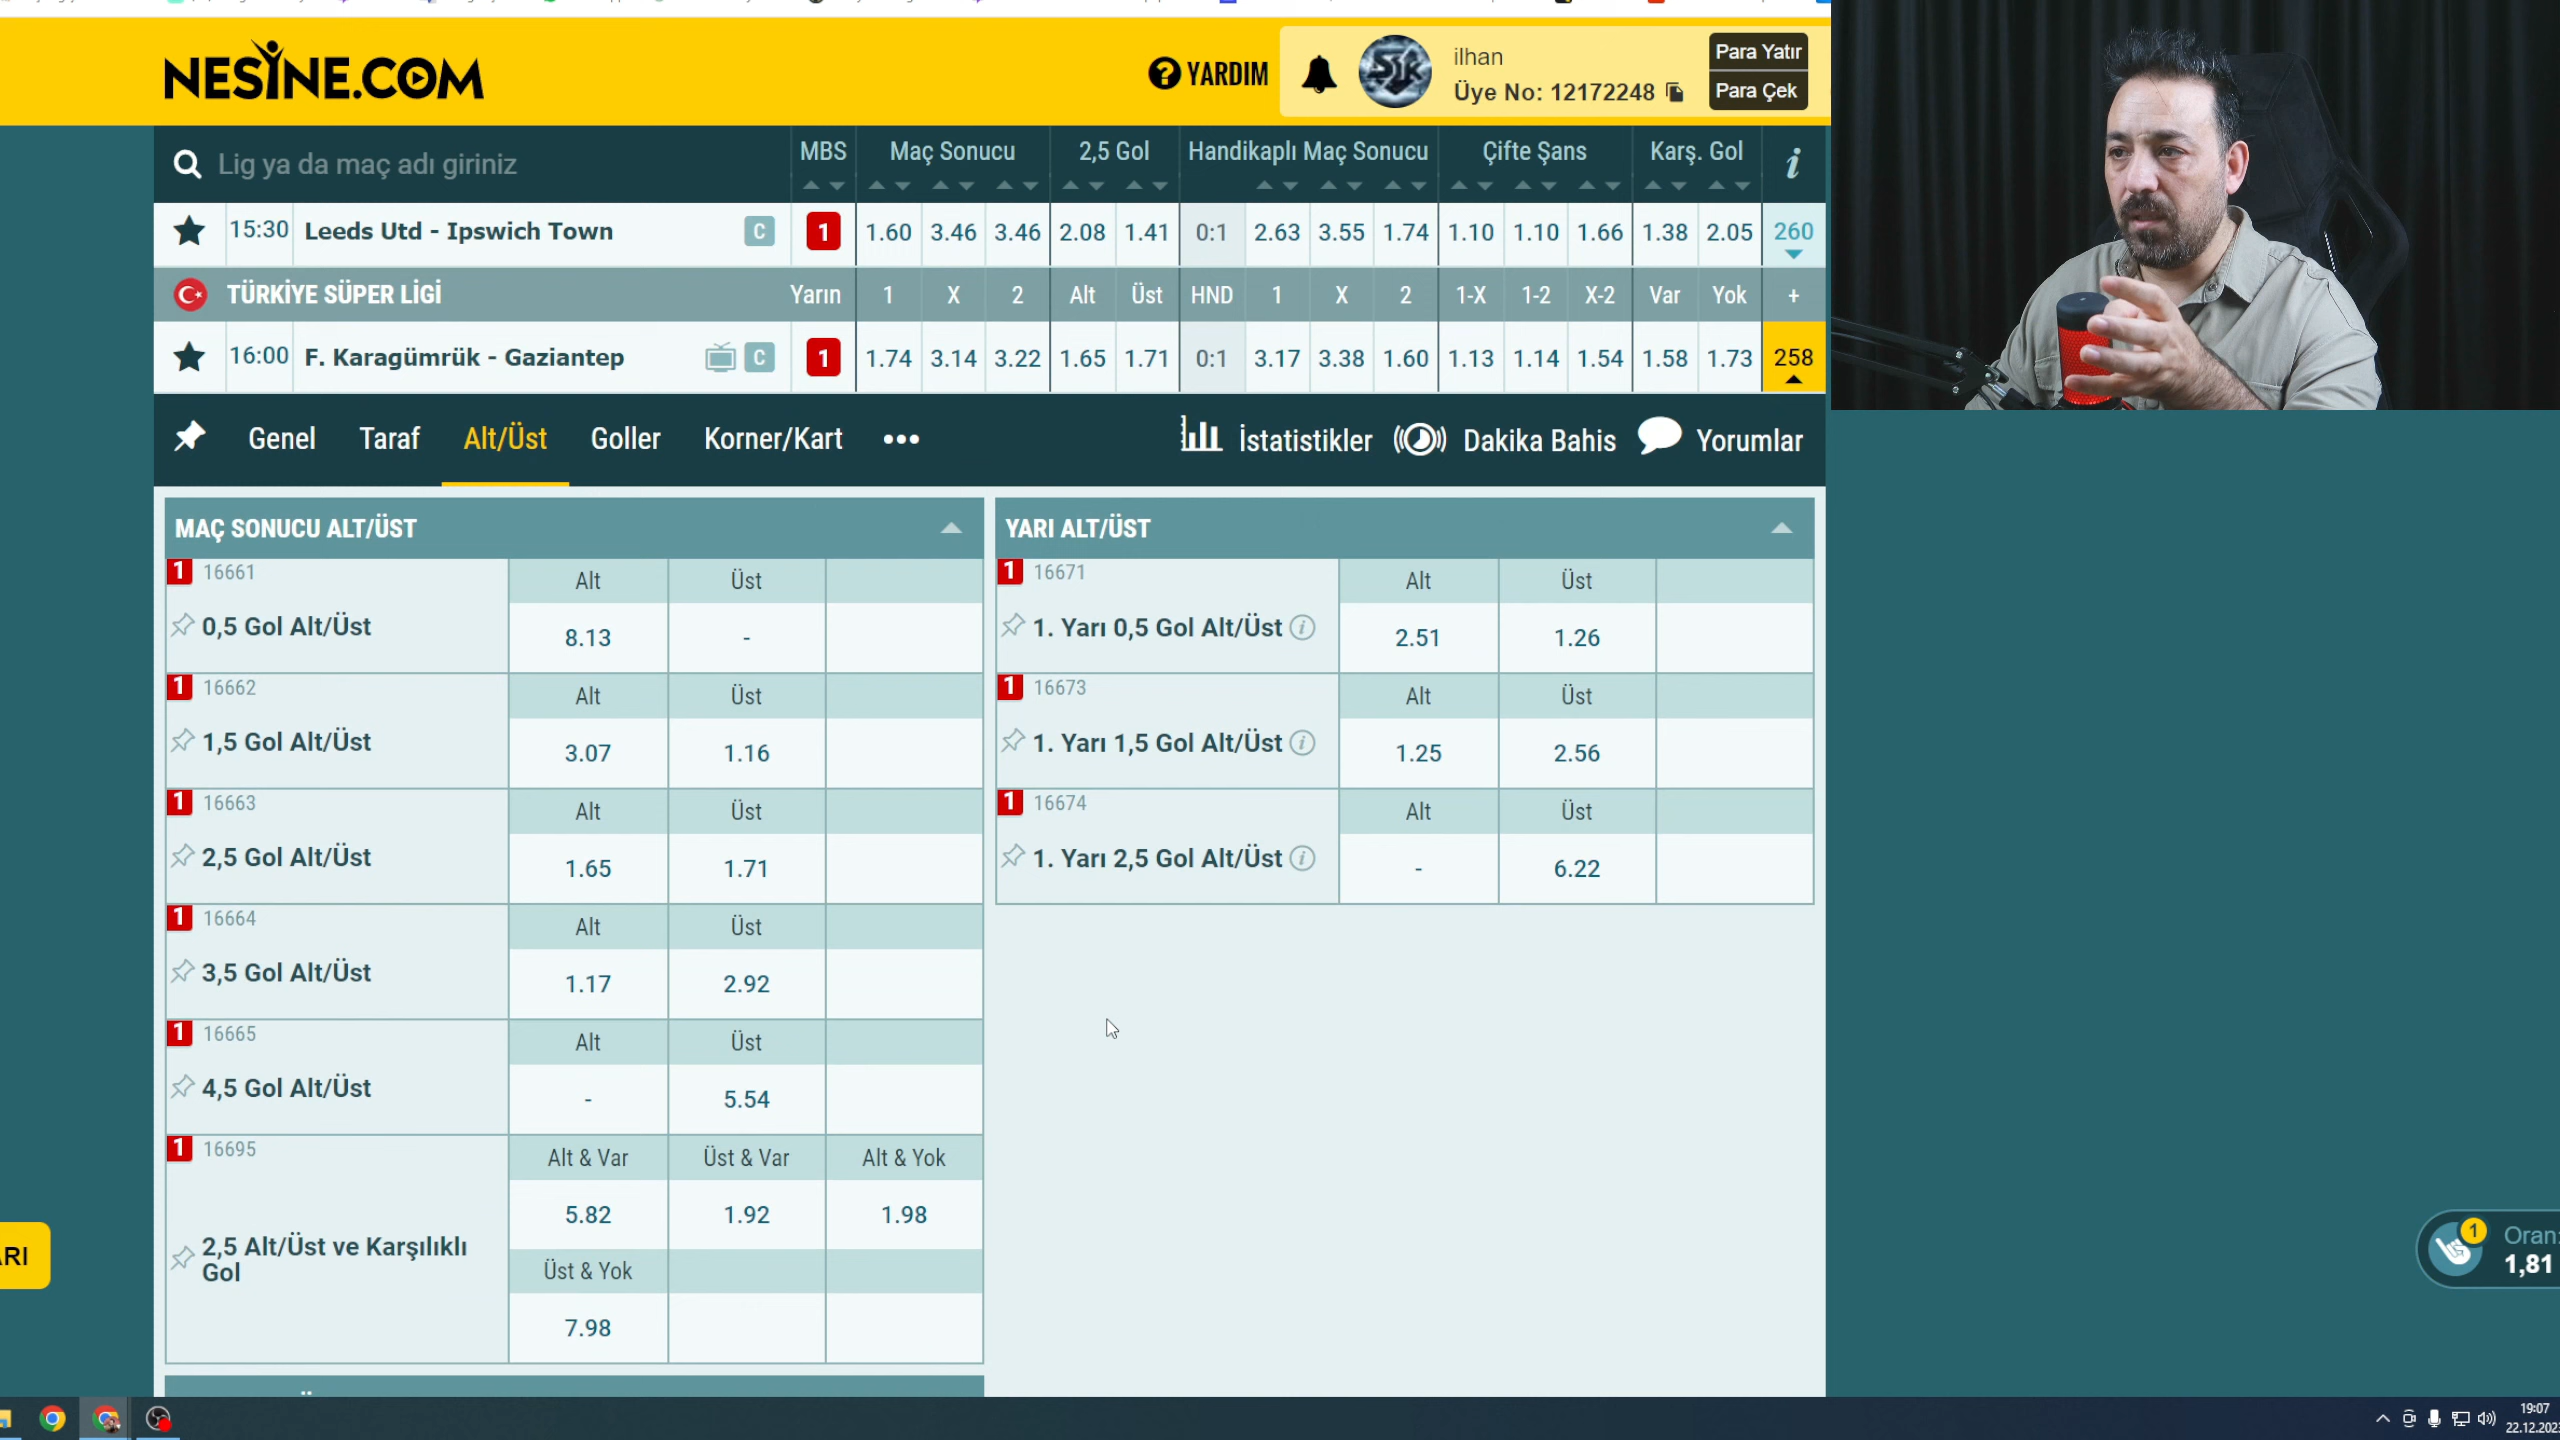 NESİNE.COM
YARDIM
ilhan
Üye No: 12172248
Para Yatır
Para Çek
Lig ya da maç adı giriniz
MBS Maç Sonucu 2,5 Gol Handikaplı Maç Sonucu Çifte Şans Karş. Gol i
15:30 Leeds Utd - Ipswich Town C 1 1.60 3.46 3.46 2.08 1.41 0:1 2.63 3.55 1.74 1.10 1.10 1.66 1.38 2.05 260
TÜRKİYE SÜPER LİGİ Yarın 1 X 2 Alt Üst HND 1 X 2 1-X 1-2 X-2 Var Yok +
16:00 F. Karagümrük - Gaziantep C 1 1.74 3.14 3.22 1.65 1.71 0:1 3.17 3.38 1.60 1.13 1.14 1.54 1.58 1.73 258
Genel Taraf Alt/Üst Goller Korner/Kart ••• İstatistikler Dakika Bahis Yorumlar
MAÇ SONUCU ALT/ÜST
1 16661 Alt Üst
0,5 Gol Alt/Üst 8.13 -
1 16662 Alt Üst
1,5 Gol Alt/Üst 3.07 1.16
1 16663 Alt Üst
2,5 Gol Alt/Üst 1.65 1.71
1 16664 Alt Üst
3,5 Gol Alt/Üst 1.17 2.92
1 16665 Alt Üst
4,5 Gol Alt/Üst - 5.54
1 16695 Alt & Var Üst & Var Alt & Yok
5.82 1.92 1.98
2,5 Alt/Üst ve Karşılıklı
Gol
Üst & Yok
7.98
YARI ALT/ÜST
1 16671 Alt Üst
1. Yarı 0,5 Gol Alt/Üst i 2.51 1.26
1 16673 Alt Üst
1. Yarı 1,5 Gol Alt/Üst i 1.25 2.56
1 16674 Alt Üst
1. Yarı 2,5 Gol Alt/Üst i - 6.22
ARI
1
Oran:
1,81
19:07
22.12.202